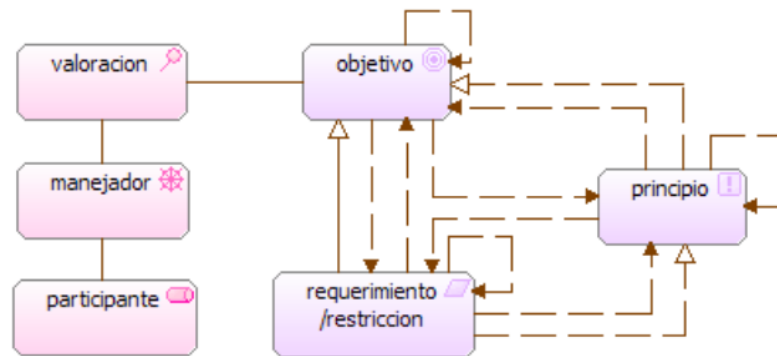 valoracion
objetivo
manejador
principio
participante
requerimiento
/restriccion